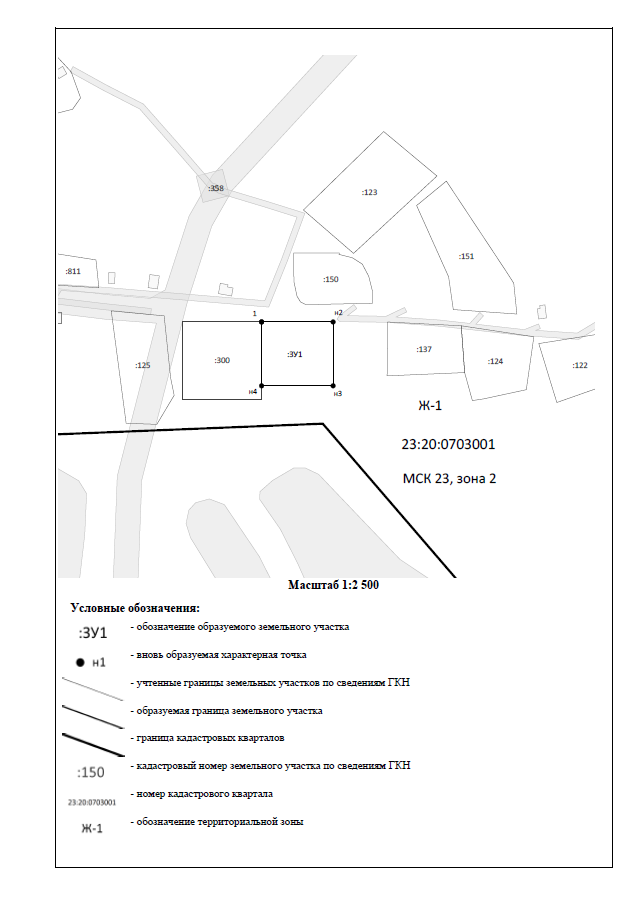 :358
:123
:151
:811
:150
1
н2
:125
:300
:ЗУ1
:137
:124
:122
н4
н3
Ж-1
23:20:0703001
МСК 23, зона 2
Масштаб 1:2 500
Условные обозначения:
:ЗУ1 - обозначение образуемого земельного участка
н1 - вновь образуемая характерная точка
- учтенные границы земельных участков по сведениям ГКН
- образуемая граница земельного участка
- граница кадастровых кварталов
:150 - кадастровый номер земельного участка по сведениям ГКН
23:20:0703001 - номер кадастрового квартала
Ж-1 - обозначение территориальной зоны